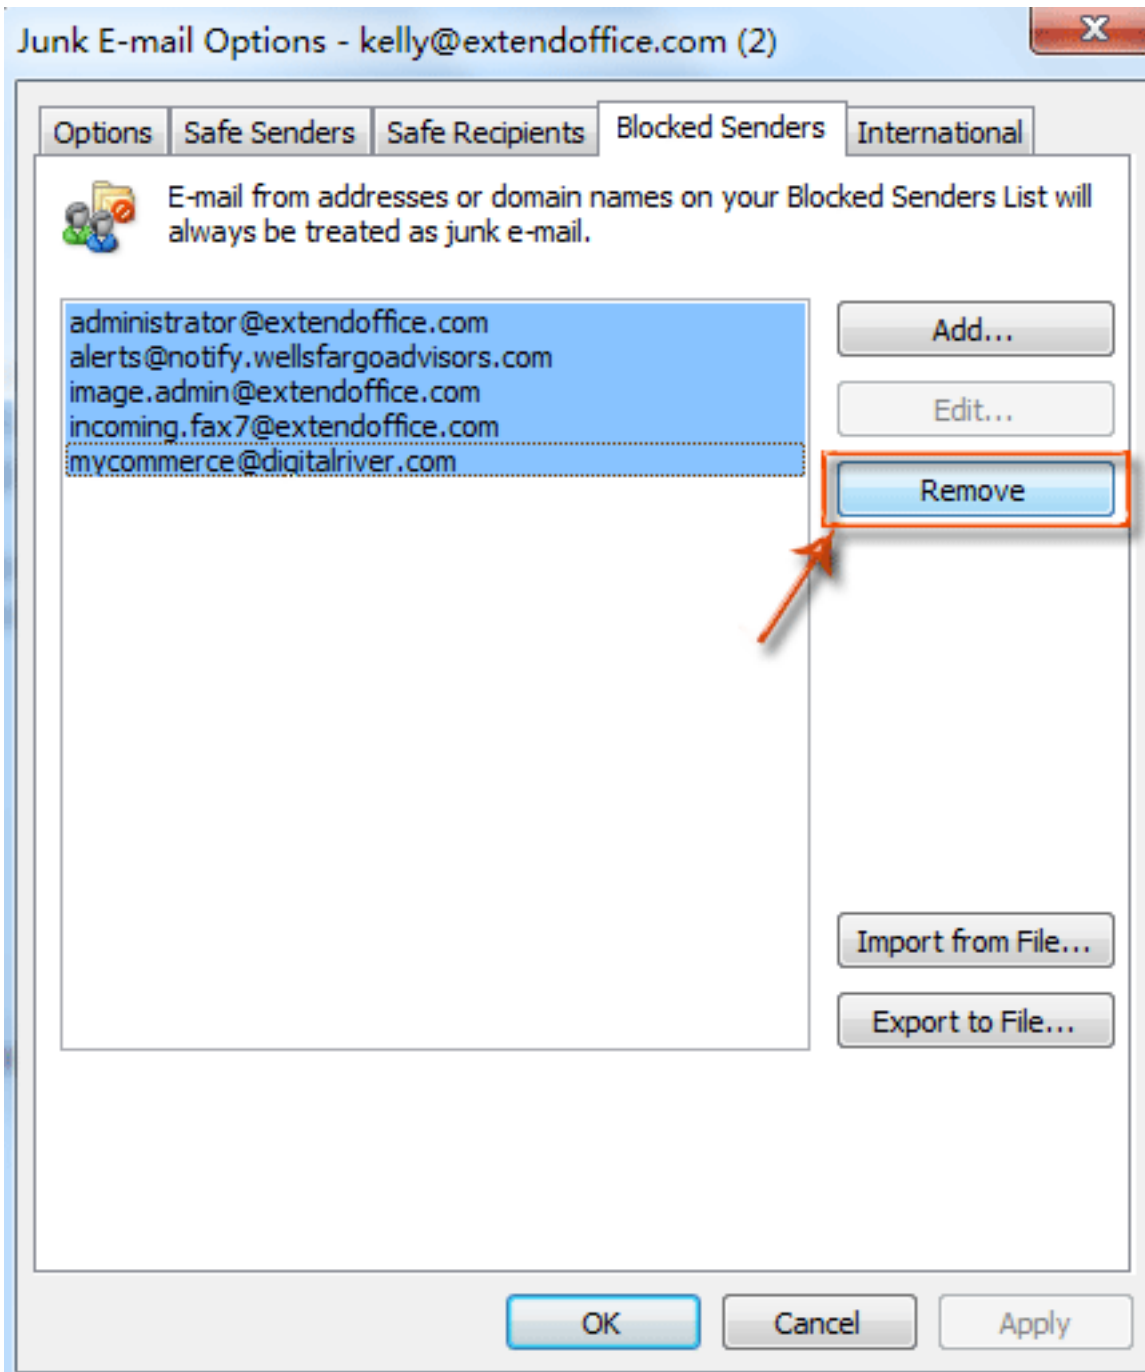 Junk E-mail Options - kelly@extendoffice.com (2)
X
Options Safe Senders Safe Recipients Blocked Senders International
E-mail from addresses or domain names on your Blocked Senders List will
always be treated as junk e-mail.
administrator@extendoffice.com
alerts@notify.wellsfargoadvisors.com
image.admin@extendoffice.com
incoming.fax7@extendoffice.com
mycommerce@digitalriver.com
Add...
Edit...
Remove
Import from File...
Export to File...
OK Cancel Apply